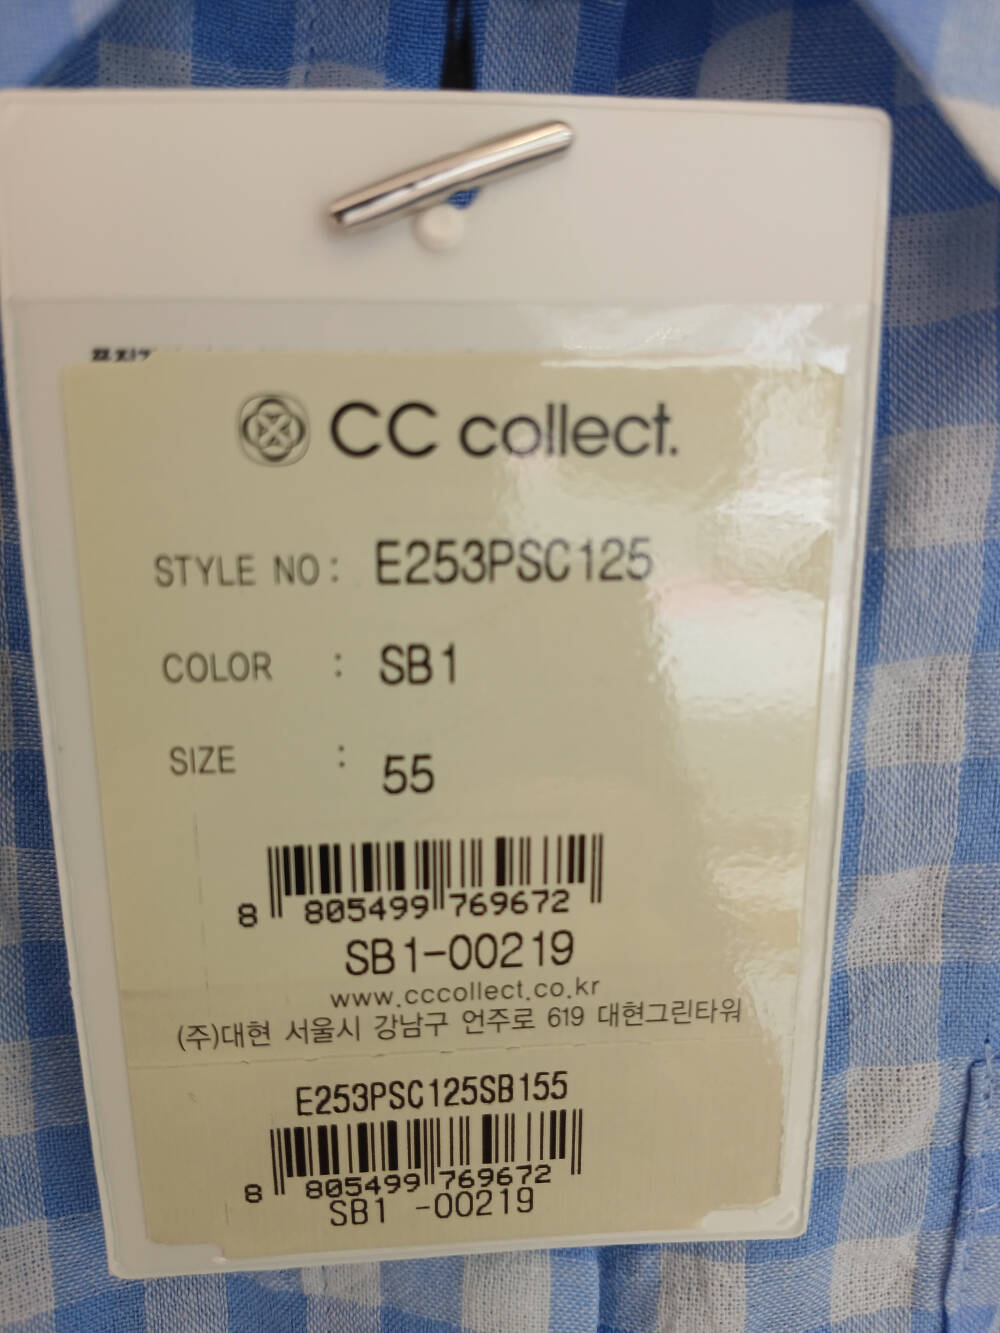 CC collect.
STYLE NO : E253PSC125
COLOR : SB1
SIZE : 55
8 805499 769672
SB1-00219
www.cccollect.co.kr
(주)대현 서울시 강남구 언주로 619 대현그린타워
E253PSC125SB155
8 805499 769672
SB1 -00219